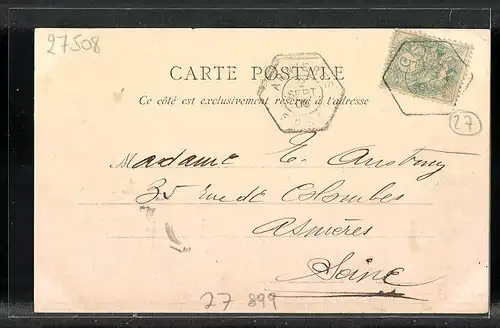 27508
CARTE POSTALE
Ce côté est exclusivement réservé à l'adresse
SEPT
27
Madame E.
35 rue de Colombes
Asnières
Seine
27 899